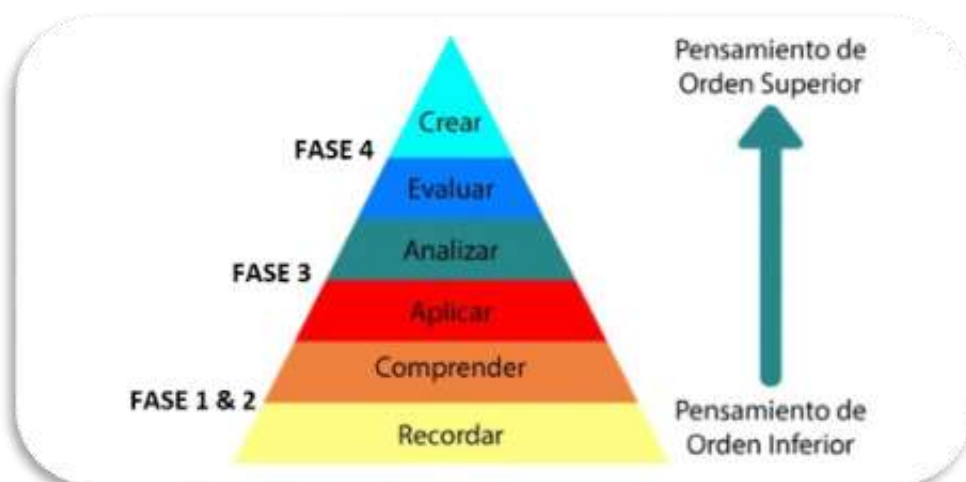 Pensamiento de
Orden Superior
Crear
FASE 4
Evaluar
Analizar
FASE 3
Aplicar
Comprender
FASE 1 & 2
Recordar
Pensamiento de
Orden Inferior